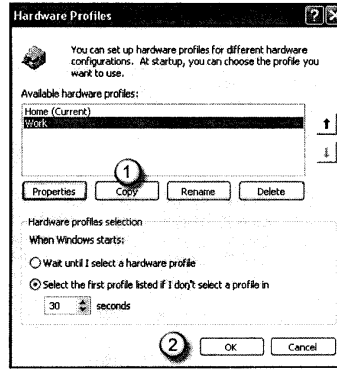 Hardware Profiles
You can set up hardware profiles for different hardware
configurations. At startup, you can choose the profile you
want to use.
Available hardware profiles:
Home (Current)
Work
1
Properties Copy Rename Delete
Hardware profiles selection
When Windows starts:
Wait until I select a hardware profile
Select the first profile listed if I don't select a profile in
30 seconds
2
OK Cancel